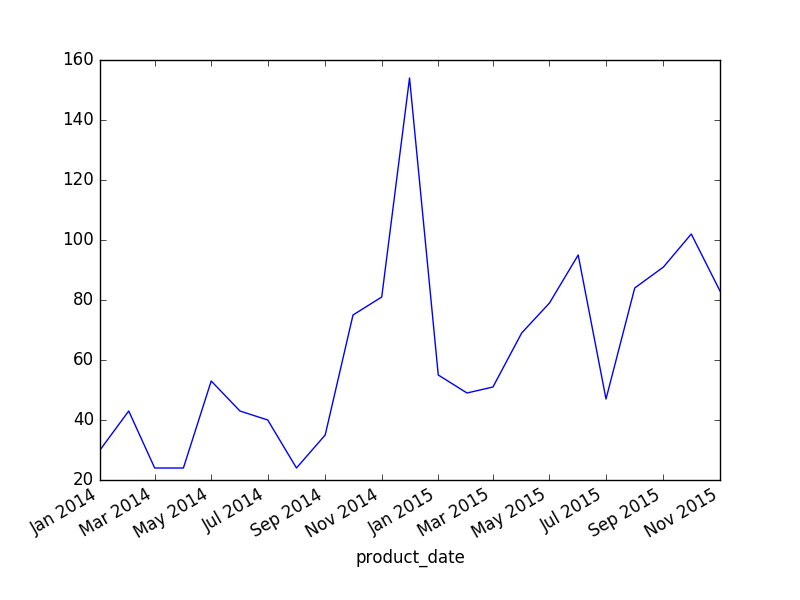 160
140
120
100
80
60
40
20
Jan 2014
Mar 2014
May 2014
Jul 2014
Sep 2014
Nov 2014
Jan 2015
Mar 2015
May 2015
Jul 2015
Sep 2015
Nov 2015
product_date